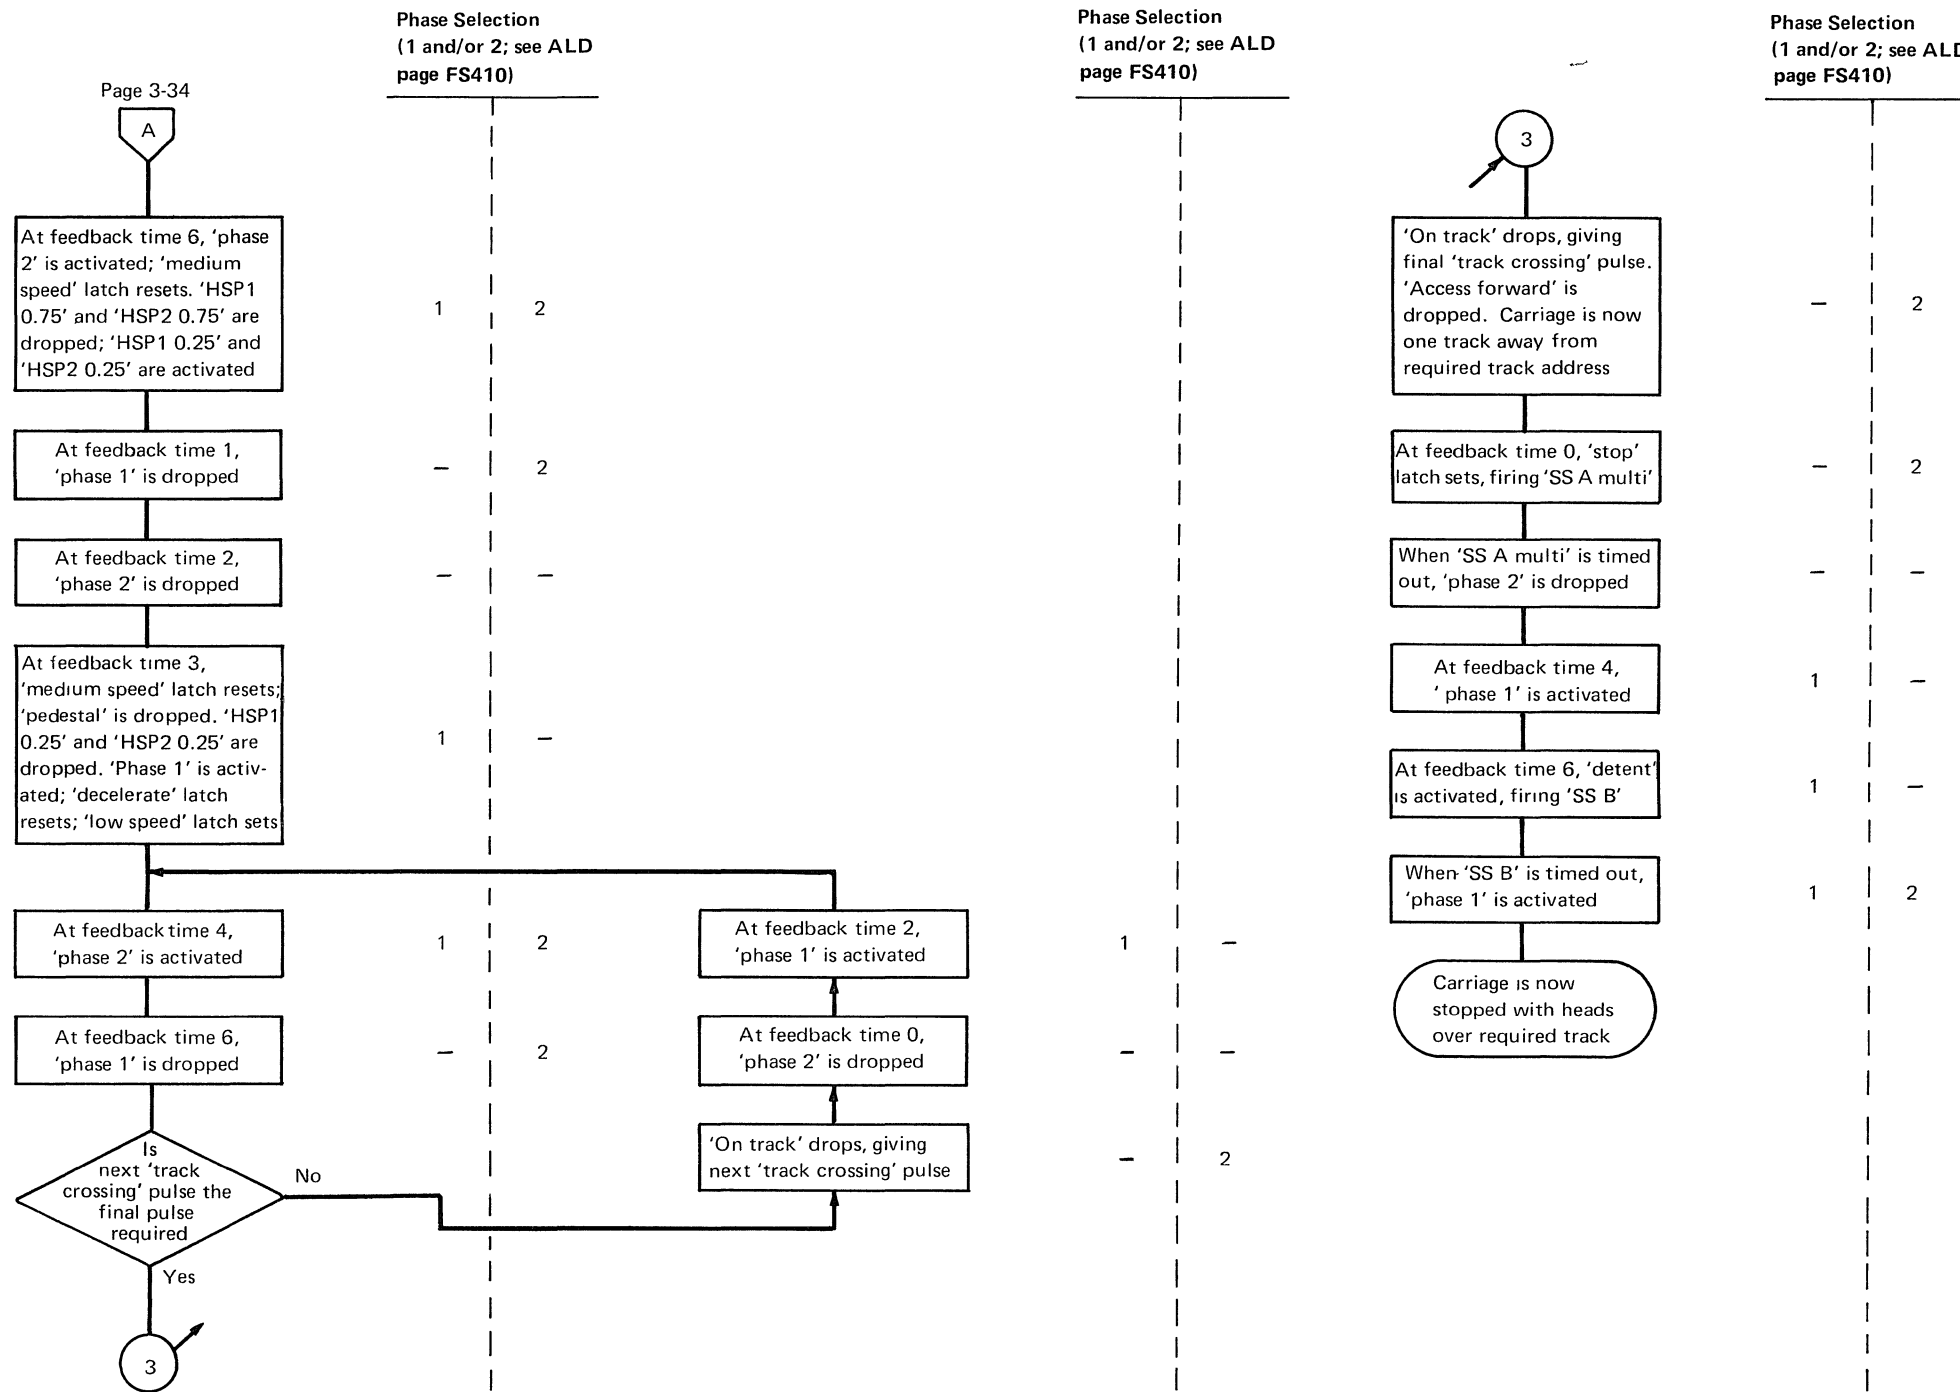 Phase Selection
(1 and/or 2; see ALD
page FS410)
Page 3-34
A
At feedback time 6, ‘phase
2’ is activated; ‘medium
speed’ latch resets. ‘HSP1
0.75’ and ‘HSP2 0.75’ are
dropped; ‘HSP1 0.25’ and
‘HSP2 0.25’ are activated
1 2
At feedback time 1,
‘phase 1’ is dropped
— 2
At feedback time 2,
‘phase 2’ is dropped
— —
At feedback time 3,
‘medium speed’ latch resets;
‘pedestal’ is dropped. ‘HSP1
0.25’ and ‘HSP2 0.25’ are
dropped. ‘Phase 1’ is activ-
ated; ‘decelerate’ latch
resets; ‘low speed’ latch sets
1 —
At feedback time 4,
‘phase 2’ is activated
1 2
At feedback time 6,
‘phase 1’ is dropped
— 2
Is
next ‘track
crossing’ pulse the
final pulse
required
No
Yes
3
Phase Selection
(1 and/or 2; see ALD
page FS410)
At feedback time 2,
‘phase 1’ is activated
1 —
At feedback time 0,
‘phase 2’ is dropped
— —
‘On track’ drops, giving
next ‘track crossing’ pulse
— 2
Phase Selection
(1 and/or 2; see ALD
page FS410)
3
‘On track’ drops, giving
final ‘track crossing’ pulse.
‘Access forward’ is
dropped. Carriage is now
one track away from
required track address
— 2
At feedback time 0, ‘stop’
latch sets, firing ‘SS A multi’
— 2
When ‘SS A multi’ is timed
out, ‘phase 2’ is dropped
— —
At feedback time 4,
‘ phase 1’ is activated
1 —
At feedback time 6, ‘detent’
is activated, firing ‘SS B’
1 —
When ‘SS B’ is timed out,
‘phase 1’ is activated
1 2
Carriage is now
stopped with heads
over required track